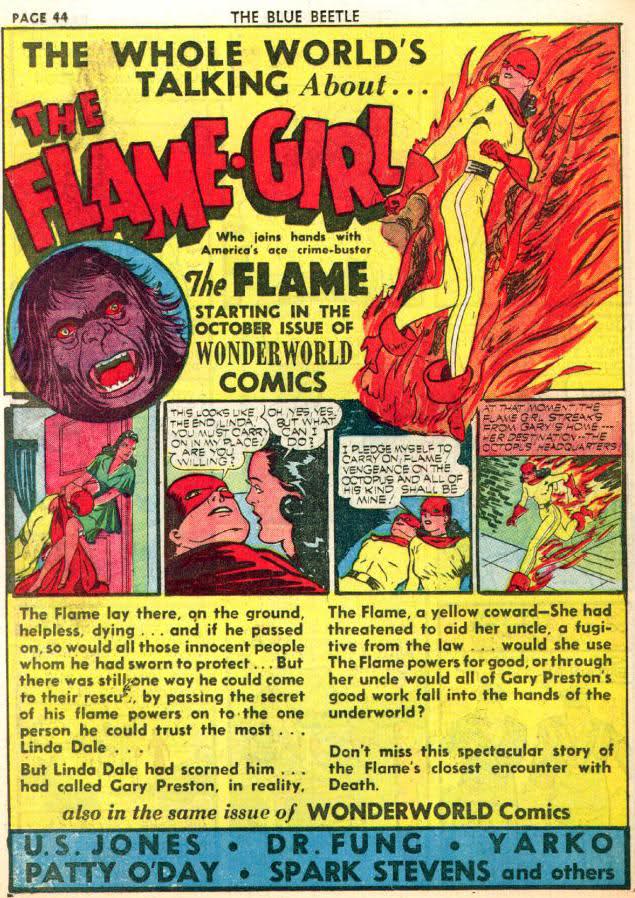 PAGE 44
THE BLUE BEETLE
THE WHOLE WORLD'S
TALKING About...
THE
FLAME-GIRL
Who joins hands with
America's ace crime-buster
The FLAME
STARTING IN THE
OCTOBER ISSUE OF
WONDERWORLD
COMICS
THIS LOOKS LIKE
THE END, LINDA.
YOU MUST CARRY
ON IN MY PLACE,
ARE YOU
WILLING?
OH YES, YES,
BUT WHAT
CAN I
DO?
I PLEDGE MYSELF TO
CARRY ON, FLAME!
VENGEANCE ON THE
OCTOPUS AND ALL OF
HIS KIND SHALL BE
MINE!
AT THAT MOMENT THE
FLAME GIRL STREAKS
FROM GARY'S HOME ---
HER DESTINATION--THE
OCTOPUS' HEADQUARTERS
The Flame lay there, on the ground,
helpless, dying . . . and if he passed
on, so would all those innocent people
whom he had sworn to protect . . . But
there was still one way he could come
to their rescue, by passing the secret
of his flame powers on to the one
person he could trust the most . . .
Linda Dale . . .
But Linda Dale had scorned him . . .
had called Gary Preston, in reality,
The Flame, a yellow coward—She had
threatened to aid her uncle, a fugi-
tive from the law . . . would she use
The Flame powers for good, or through
her uncle would all of Gary Preston's
good work fall into the hands of the
underworld?
Don't miss this spectacular story of
the Flame's closest encounter with
Death.
also in the same issue of WONDERWORLD Comics
U.S. JONES • DR. FUNG • YARKO
PATTY O'DAY • SPARK STEVENS and others